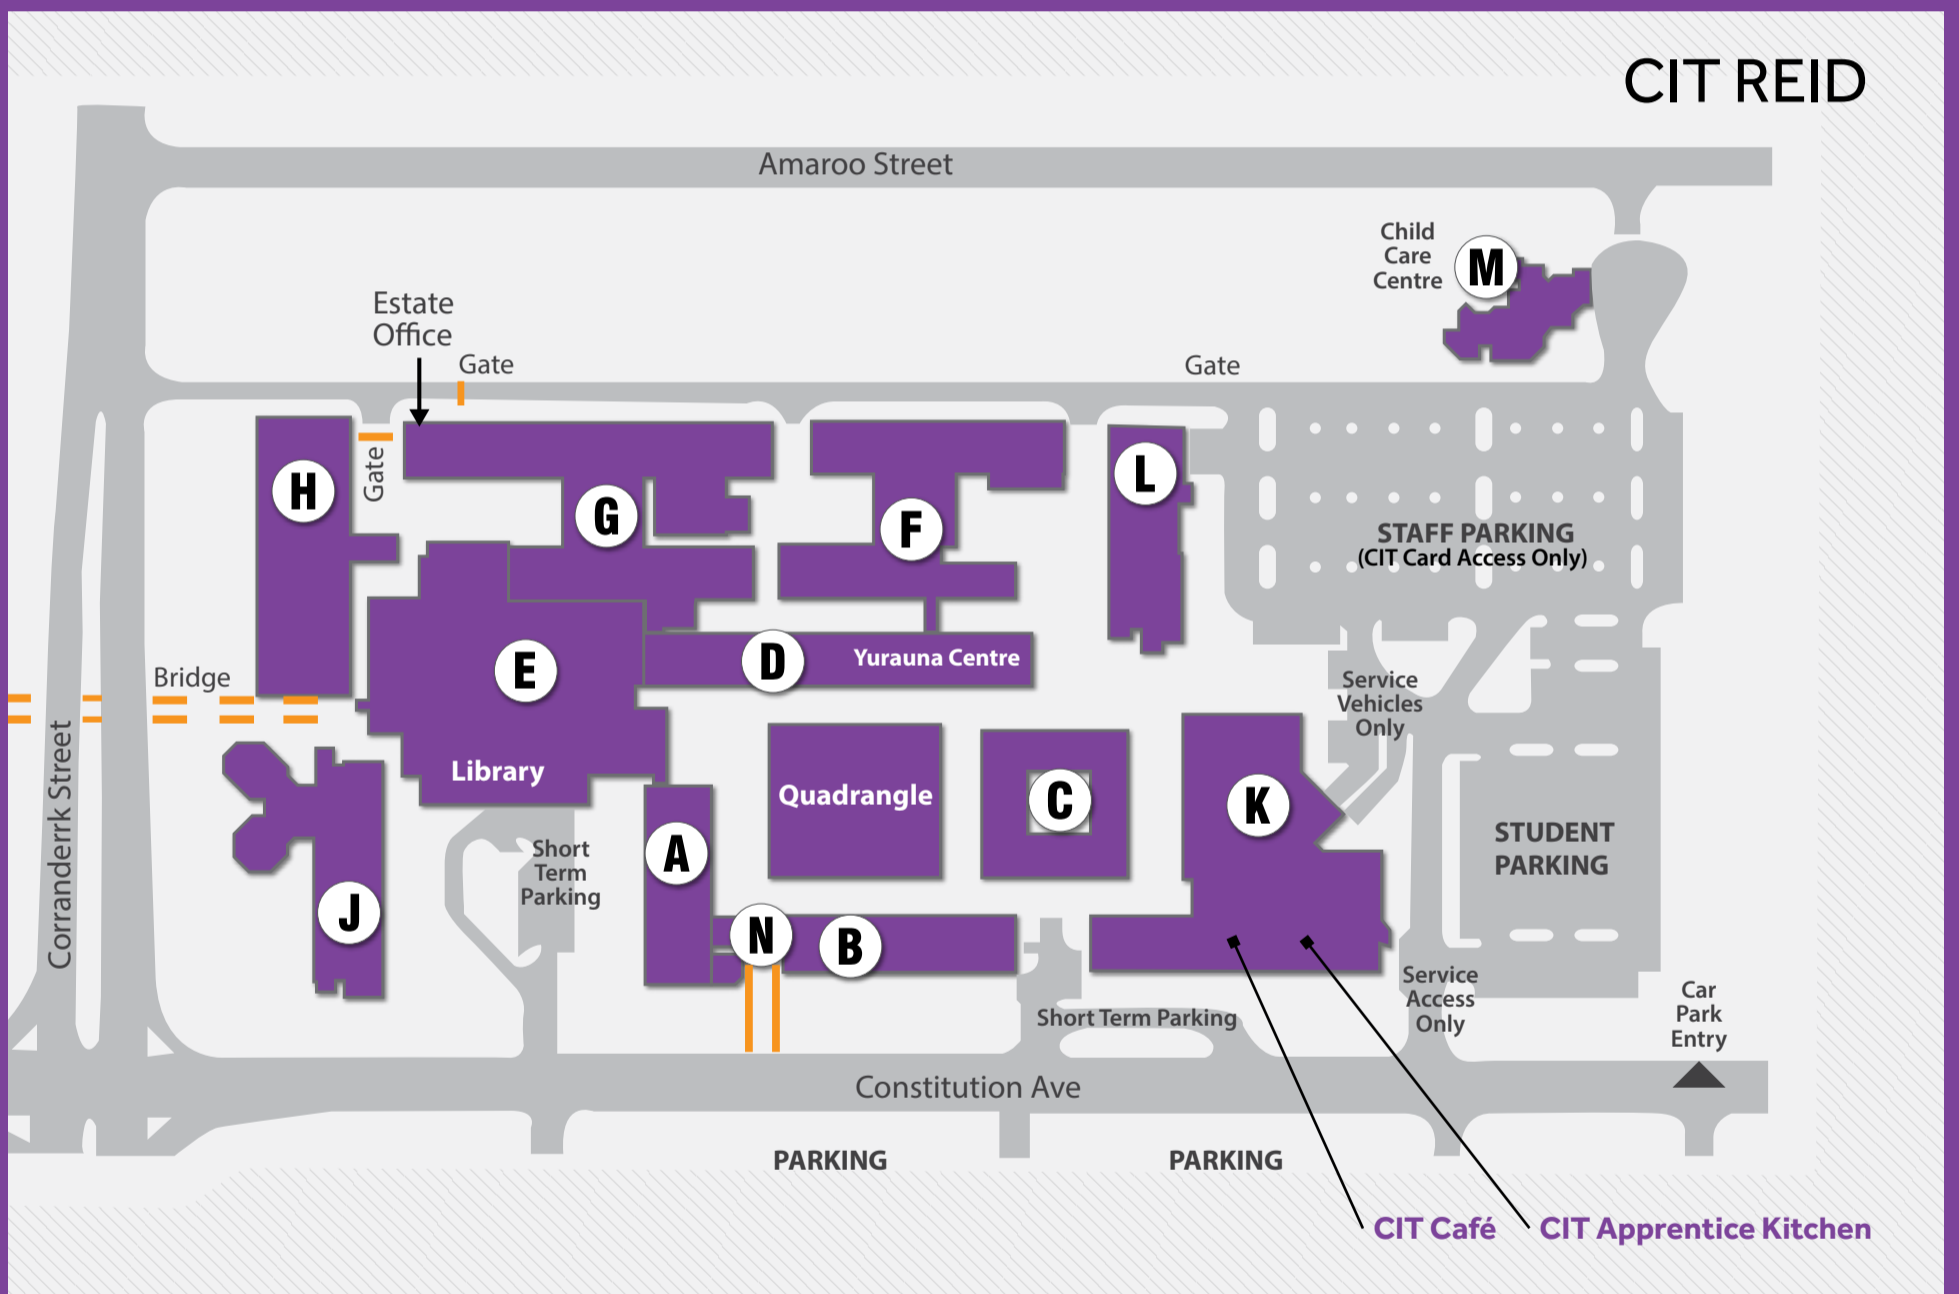 CIT REID
Amaroo Street
Child
Care
Centre
M
Estate
Office
Gate
Gate
H
Gate
G
F
L
STAFF PARKING
(CIT Card Access Only)
E
D
Yurauna Centre
Bridge
Service
Vehicles
Only
Corranderrk Street
Library
Quadrangle
C
K
STUDENT
PARKING
Short
Term
Parking
A
J
N
B
Service
Access
Only
Car
Park
Entry
Short Term Parking
Constitution Ave
PARKING
PARKING
CIT Café
CIT Apprentice Kitchen